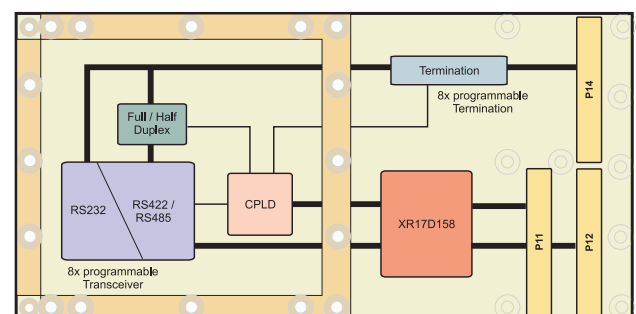 Termination
8x programmable
Termination
P14
Full / Half
Duplex
RS232
RS422 /
RS485
CPLD
XR17D158
P11
P12
8x programmable
Transceiver